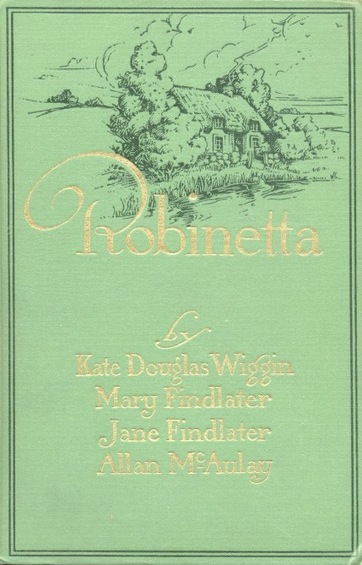 Robinetta
by
Kate Douglas Wiggin
Mary Findlater
Jane Findlater
Allan McAulay